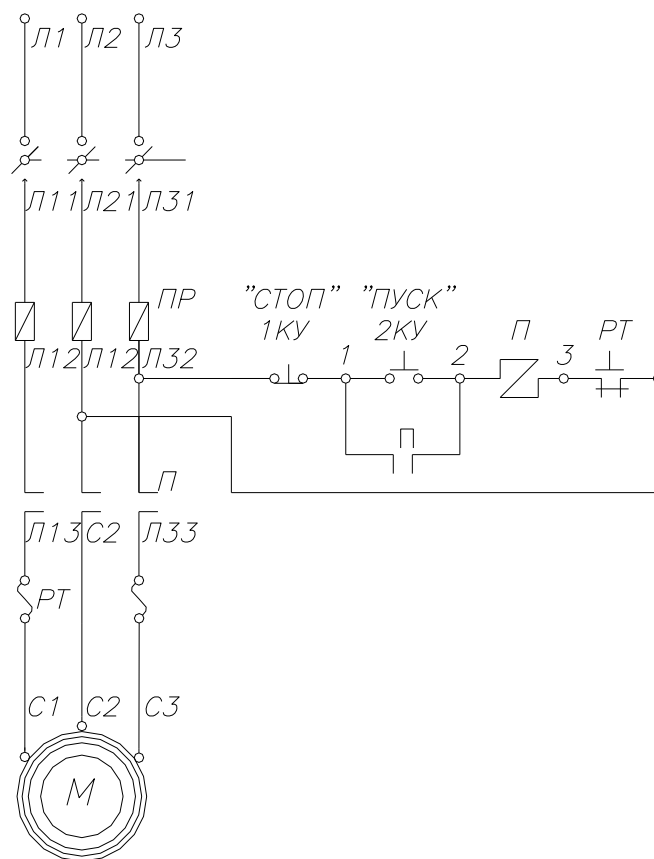 Л1 Л2 Л3
Л11 Л21 Л31
ПР "СТОП" "ПУСК"
1КУ 2КУ П РТ
Л12 Л12 Л32 1 2 3
П
П
Л13 С2 Л33
РТ
С1 С2 С3
М